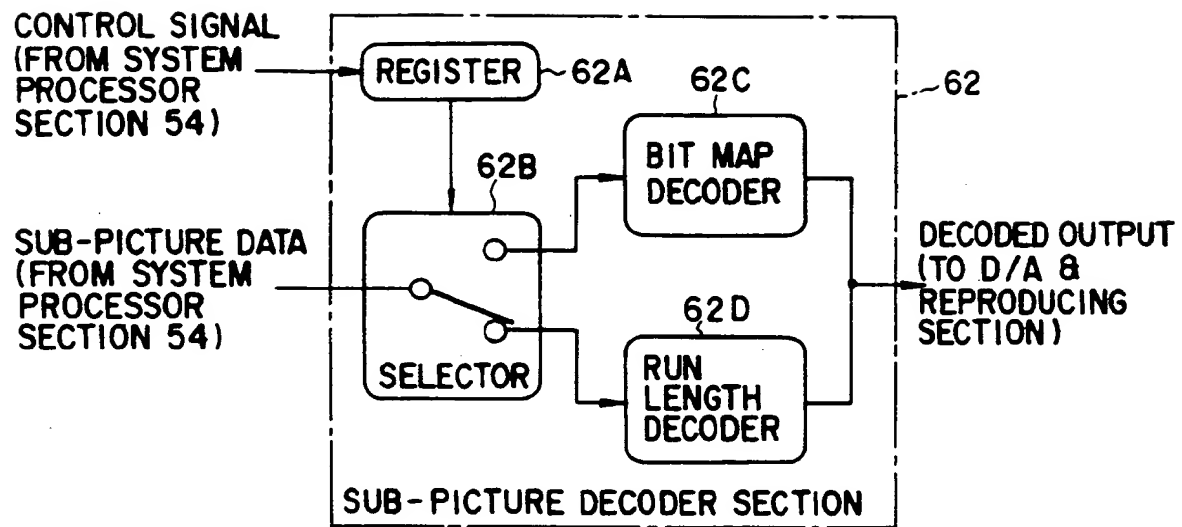 CONTROL SIGNAL
(FROM SYSTEM
PROCESSOR
SECTION 54)
REGISTER
62A
62C
62
BIT MAP
DECODER
62B
SUB-PICTURE DATA
(FROM SYSTEM
PROCESSOR
SECTION 54)
SELECTOR
DECODED OUTPUT
(TO D/A &
REPRODUCING
SECTION)
62D
RUN
LENGTH
DECODER
SUB-PICTURE DECODER SECTION